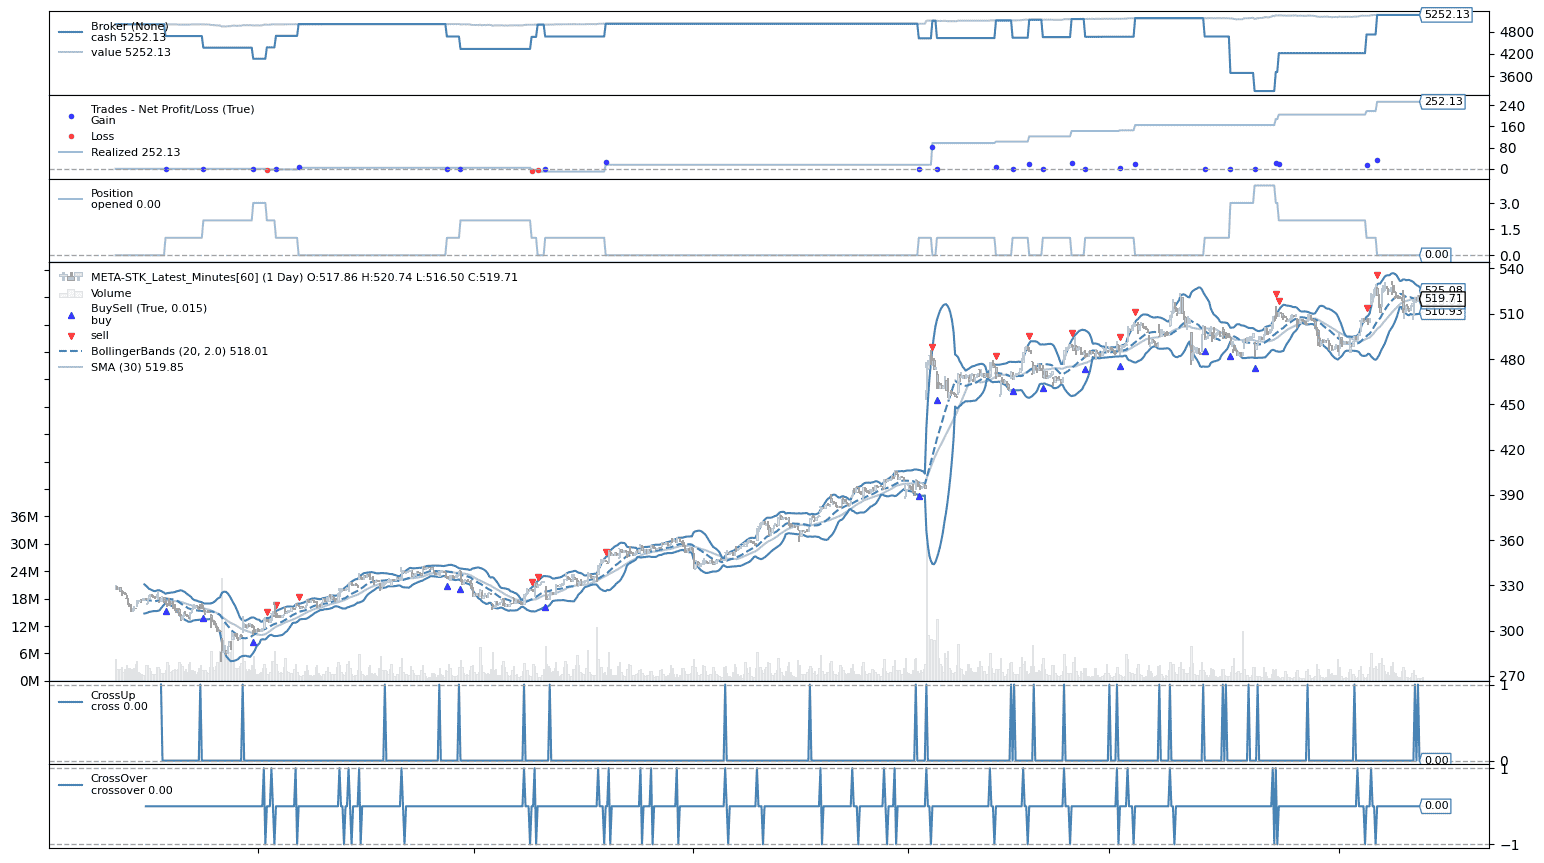 Broker (None)
cash 5252.13
value 5252.13
5252.13
4800
4200
3600
Trades - Net Profit/Loss (True)
Gain
Loss
Realized 252.13
252.13
240
160
80
0
Position
opened 0.00
3.0
1.5
0.00
0.0
META-STK_Latest_Minutes[60] (1 Day) O:517.86 H:520.74 L:516.50 C:519.71
Volume
BuySell (True, 0.015)
buy
sell
BollingerBands (20, 2.0) 518.01
SMA (30) 519.85
540
525.08
519.71
510.93
510
480
450
420
390
360
330
300
270
36M
30M
24M
18M
12M
6M
0M
CrossUp
cross 0.00
1
0.00
0
CrossOver
crossover 0.00
1
0.00
−1